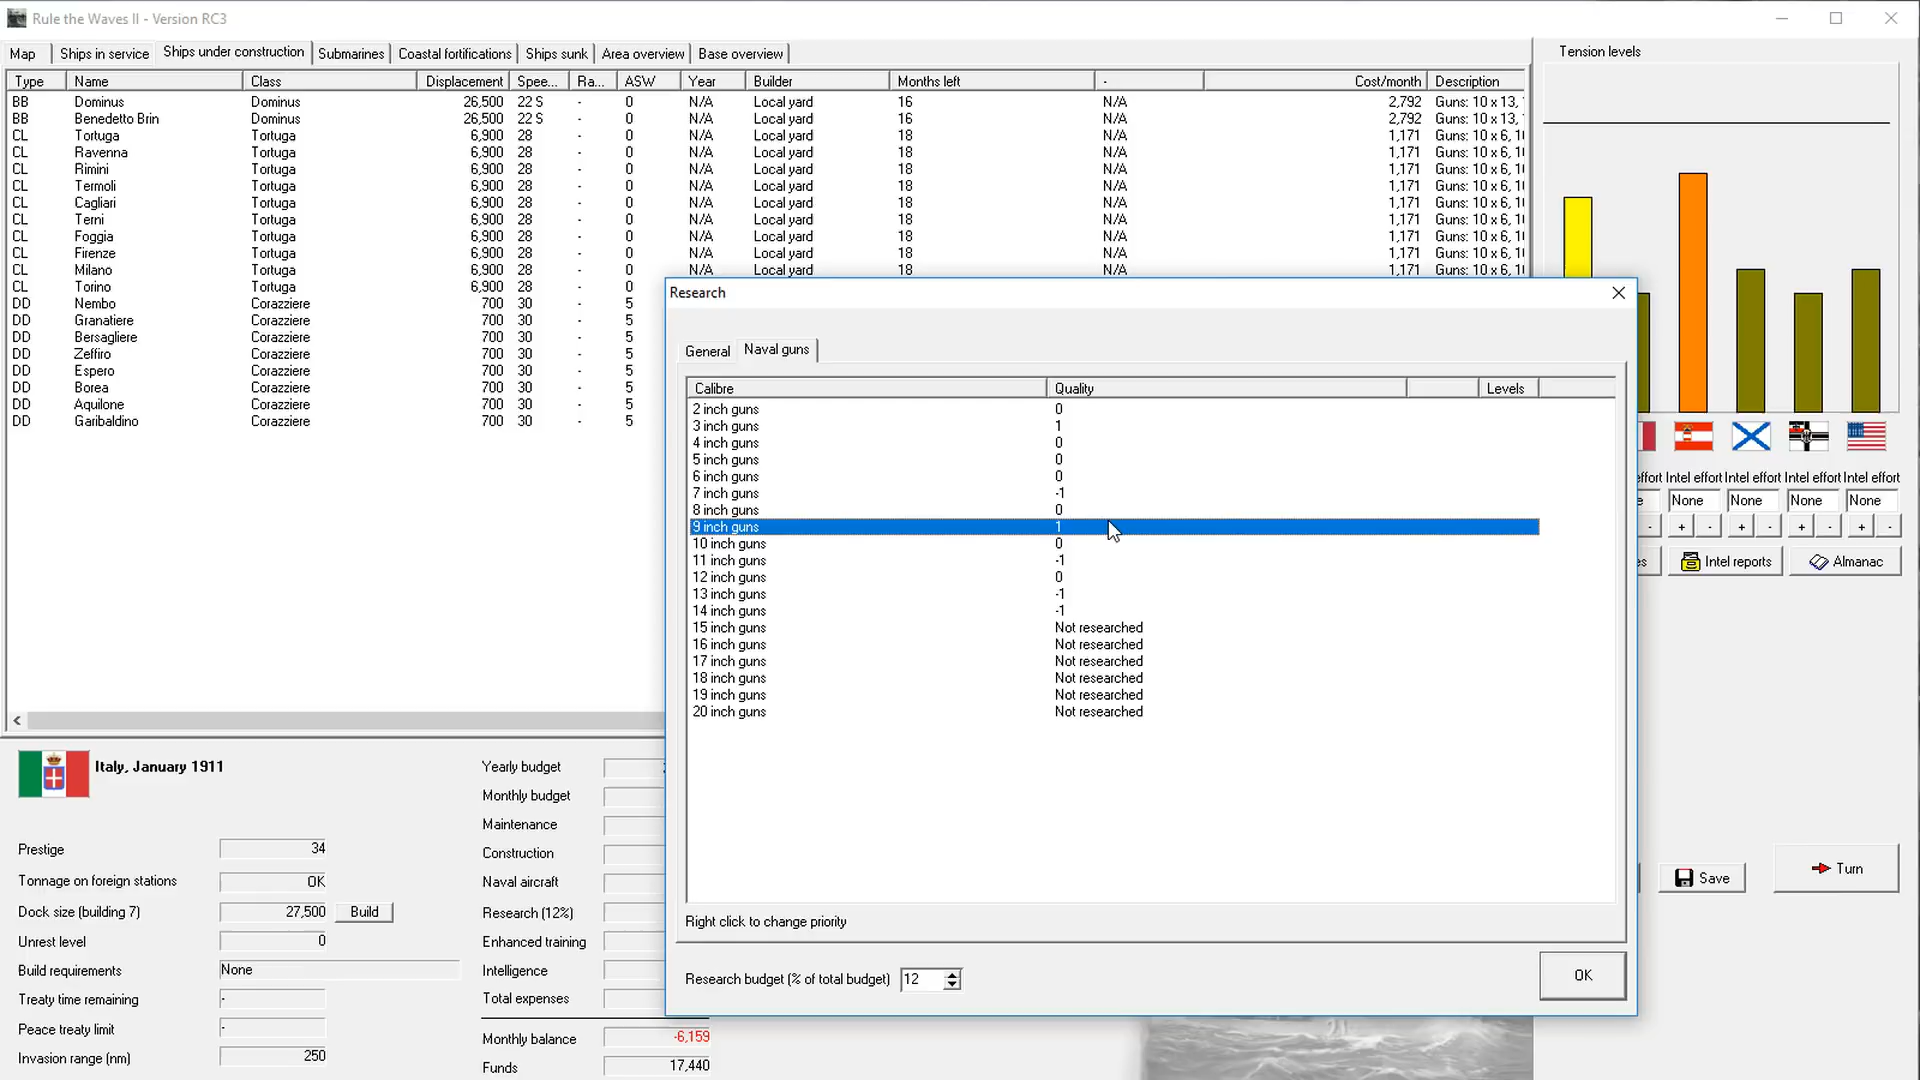 Rule the Waves II - Version RC3
Map Ships in service Ships under construction Submarines Coastal fortifications Ships sunk Area overview Base overview
Tension levels
Type Name Class Displacement Spee... Ra... ASW Year Builder Months left - Cost/month Description
BB Dominus Dominus 26,500 22 S - 0 N/A Local yard 16 N/A 2,792 Guns: 10 x 13,
BB Benedetto Brin Dominus 26,500 22 S - 0 N/A Local yard 16 N/A 2,792 Guns: 10 x 13,
CL Tortuga Tortuga 6,900 28 - 0 N/A Local yard 18 N/A 1,171 Guns: 10 x 6,
CL Ravenna Tortuga 6,900 28 - 0 N/A Local yard 18 N/A 1,171 Guns: 10 x 6,
CL Rimini Tortuga 6,900 28 - 0 N/A Local yard 18 N/A 1,171 Guns: 10 x 6,
CL Termoli Tortuga 6,900 28 - 0 N/A Local yard 18 N/A 1,171 Guns: 10 x 6,
CL Cagliari Tortuga 6,900 28 - 0 N/A Local yard 18 N/A 1,171 Guns: 10 x 6,
CL Terni Tortuga 6,900 28 - 0 N/A Local yard 18 N/A 1,171 Guns: 10 x 6,
CL Foggia Tortuga 6,900 28 - 0 N/A Local yard 18 N/A 1,171 Guns: 10 x 6,
CL Firenze Tortuga 6,900 28 - 0 N/A Local yard 18 N/A 1,171 Guns: 10 x 6,
CL Milano Tortuga 6,900 28 - 0 N/A Local yard 18 N/A 1,171 Guns: 10 x 6,
CL Torino Tortuga 6,900 28 - 0
DD Nembo Corazziere 700 30 - 5
DD Granatiere Corazziere 700 30 - 5
DD Bersagliere Corazziere 700 30 - 5
DD Zeffiro Corazziere 700 30 - 5
DD Espero Corazziere 700 30 - 5
DD Borea Corazziere 700 30 - 5
DD Aquilone Corazziere 700 30 - 5
DD Garibaldino Corazziere 700 30 - 5
Research
General Naval guns
Calibre Quality Levels
2 inch guns 0
3 inch guns 1
4 inch guns 0
5 inch guns 0
6 inch guns 0
7 inch guns -1
8 inch guns 0
9 inch guns 1
10 inch guns 0
11 inch guns -1
12 inch guns 0
13 inch guns -1
14 inch guns -1
15 inch guns Not researched
16 inch guns Not researched
17 inch guns Not researched
18 inch guns Not researched
19 inch guns Not researched
20 inch guns Not researched
Right click to change priority
Research budget (% of total budget) 12
OK
Intel effort Intel effort Intel effort Intel effort
None None None None
- + - + - + - + -
Intel reports Almanac
Save Turn
Italy, January 1911
Prestige 34
Tonnage on foreign stations OK
Dock size (building 7) 27,500 Build
Unrest level 0
Build requirements None
Treaty time remaining -
Peace treaty limit -
Invasion range (nm) 250
Yearly budget
Monthly budget
Maintenance
Construction
Naval aircraft
Research (12%)
Enhanced training
Intelligence
Total expenses
Monthly balance -6,159
Funds 17,440